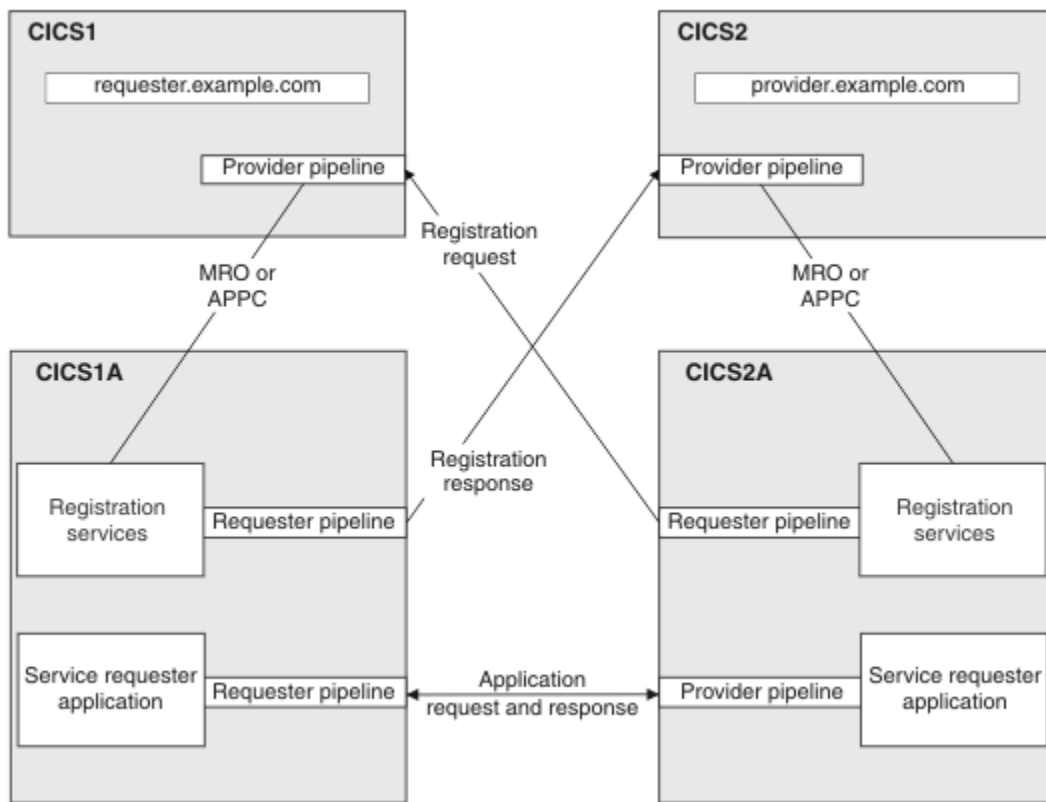 CICS1
requester.example.com
Provider pipeline
CICS2
provider.example.com
Provider pipeline
Registration
request
MRO or
APPC
MRO or
APPC
CICS1A
Registration
services
Requester pipeline
Registration
response
CICS2A
Requester pipeline
Registration
services
Service requester
application
Requester pipeline
Application
request and response
Provider pipeline
Service requester
application